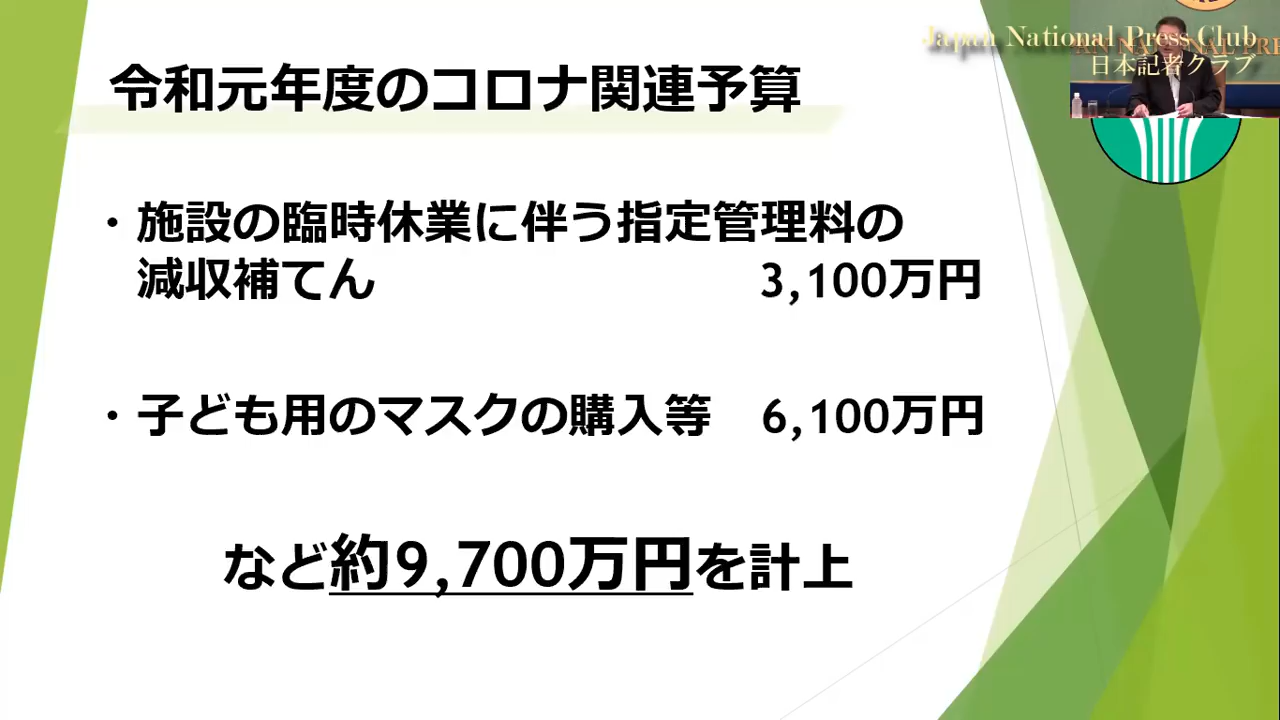 Japan National Press Club
日本記者クラブ
令和元年度のコロナ関連予算
・施設の臨時休業に伴う指定管理料の
減収補てん 3,100万円
・子ども用のマスクの購入等 6,100万円
など約9,700万円を計上